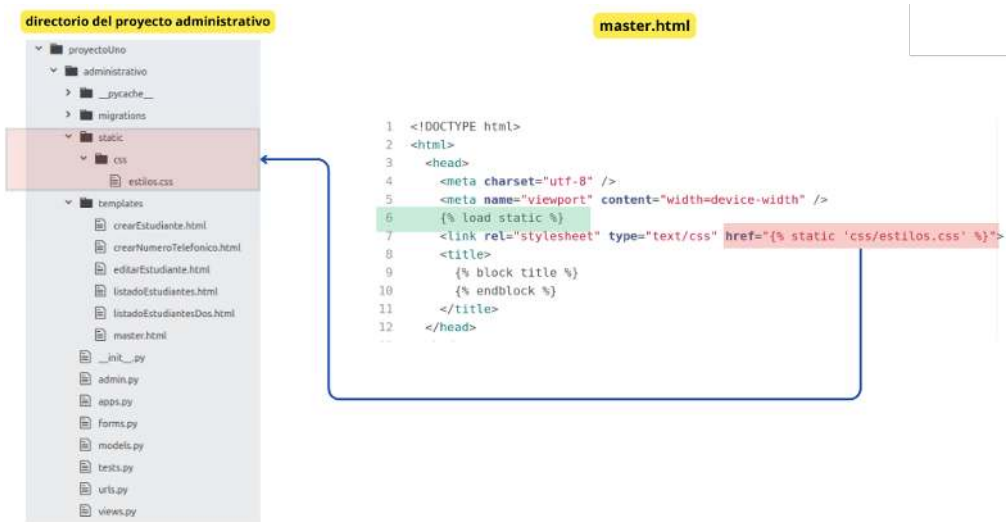 directorio del proyecto administrativo
proyectoUno
administrativo
__pycache__
migrations
static
css
estilos.css
templates
crearEstudiante.html
crearNumeroTelefonico.html
editarEstudiante.html
listadoEstudiantes.html
listadoEstudiantesDos.html
master.html
__init__.py
admin.py
apps.py
forms.py
models.py
tests.py
urls.py
views.py
master.html
1 <!DOCTYPE html>
2 <html>
3 <head>
4 <meta charset="utf-8" />
5 <meta name="viewport" content="width=device-width" />
6 {% load static %}
7 <link rel="stylesheet" type="text/css" href="{% static 'css/estilos.css' %}">
8 <title>
9 {% block title %}
10 {% endblock %}
11 </title>
12 </head>